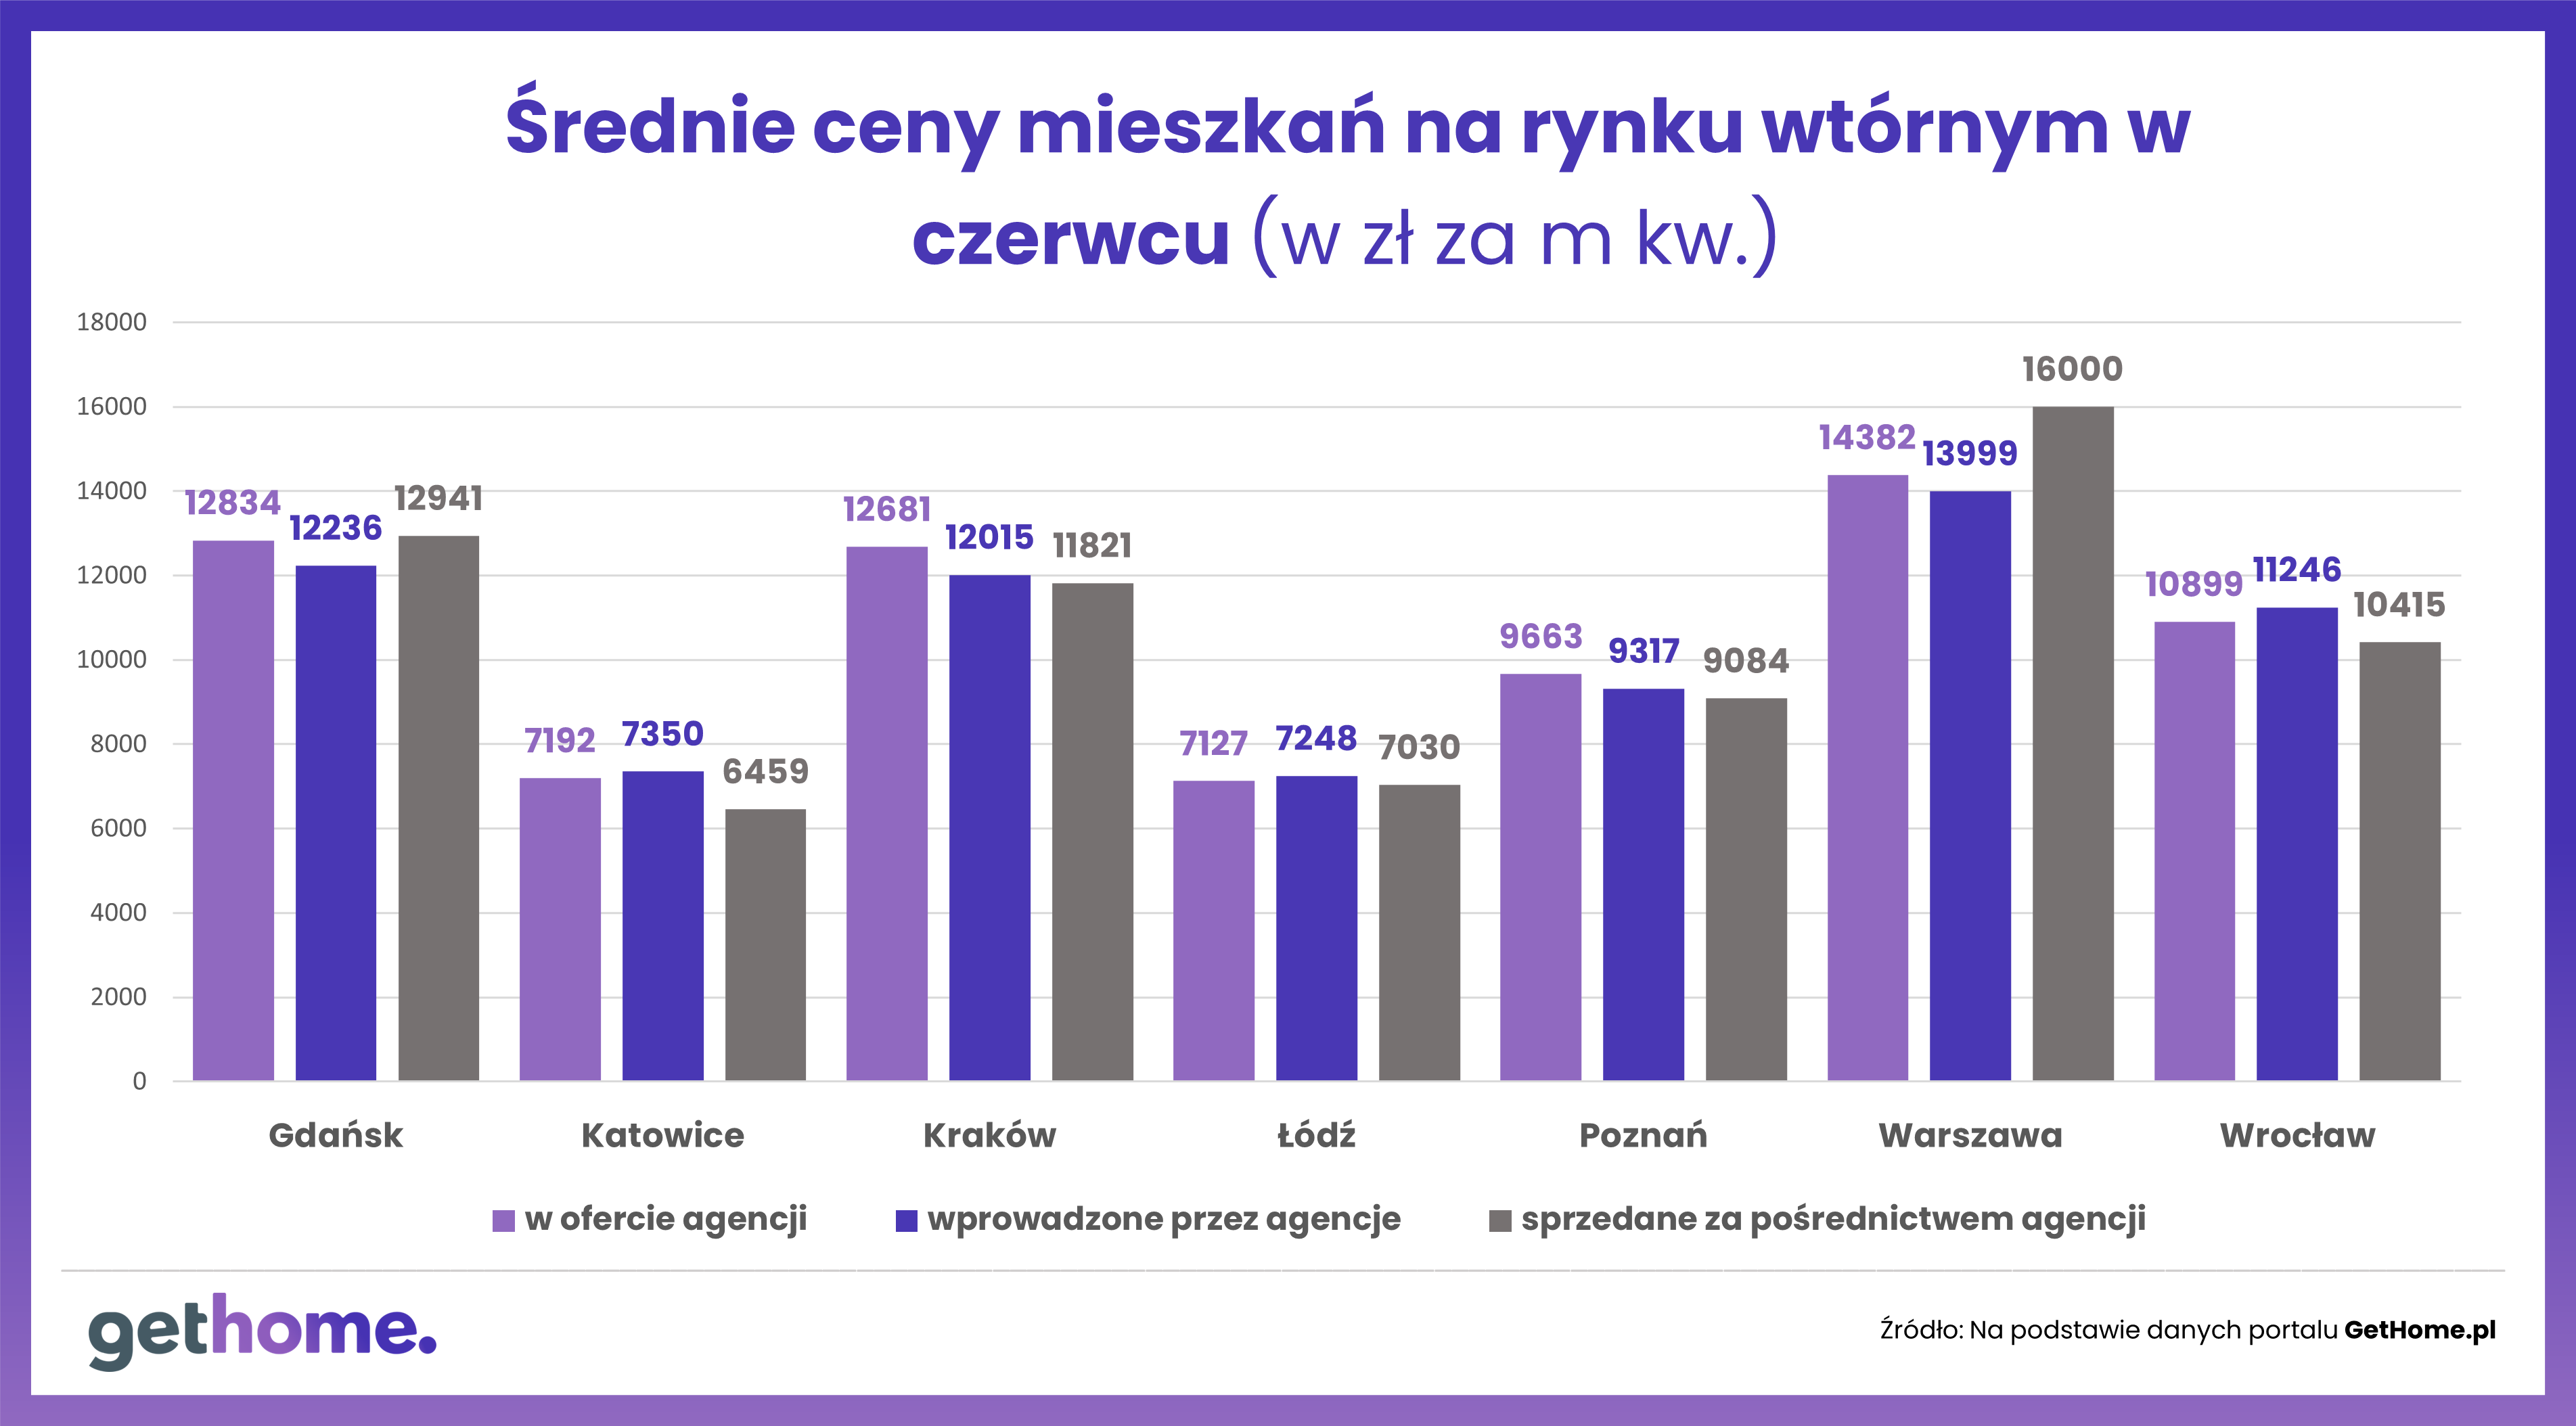 Średnie ceny mieszkań na rynku wtórnym w
czerwcu (w zł za m kw.)
18000
16000
14000
12000
10000
8000
6000
4000
2000
0
12834
12236
12941
7192
7350
6459
12681
12015
11821
7127
7248
7030
9663
9317
9084
14382
13999
16000
10899
11246
10415
Gdańsk
Katowice
Kraków
Łódź
Poznań
Warszawa
Wrocław
w ofercie agencji
wprowadzone przez agencje
sprzedane za pośrednictwem agencji
gethome.
Źródło: Na podstawie danych portalu GetHome.pl